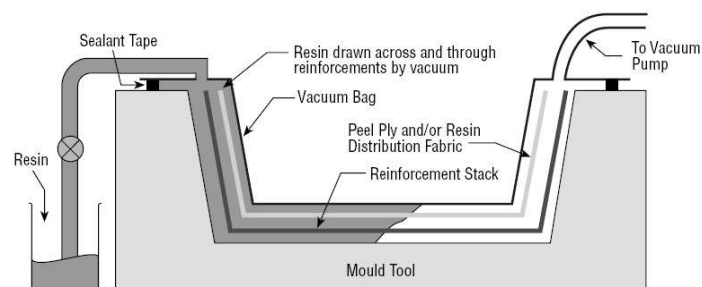 Sealant Tape
Resin drawn across and through
reinforcements by vacuum
To Vacuum
Pump
Vacuum Bag
Peel Ply and/or Resin
Distribution Fabric
Resin
Reinforcement Stack
Mould Tool